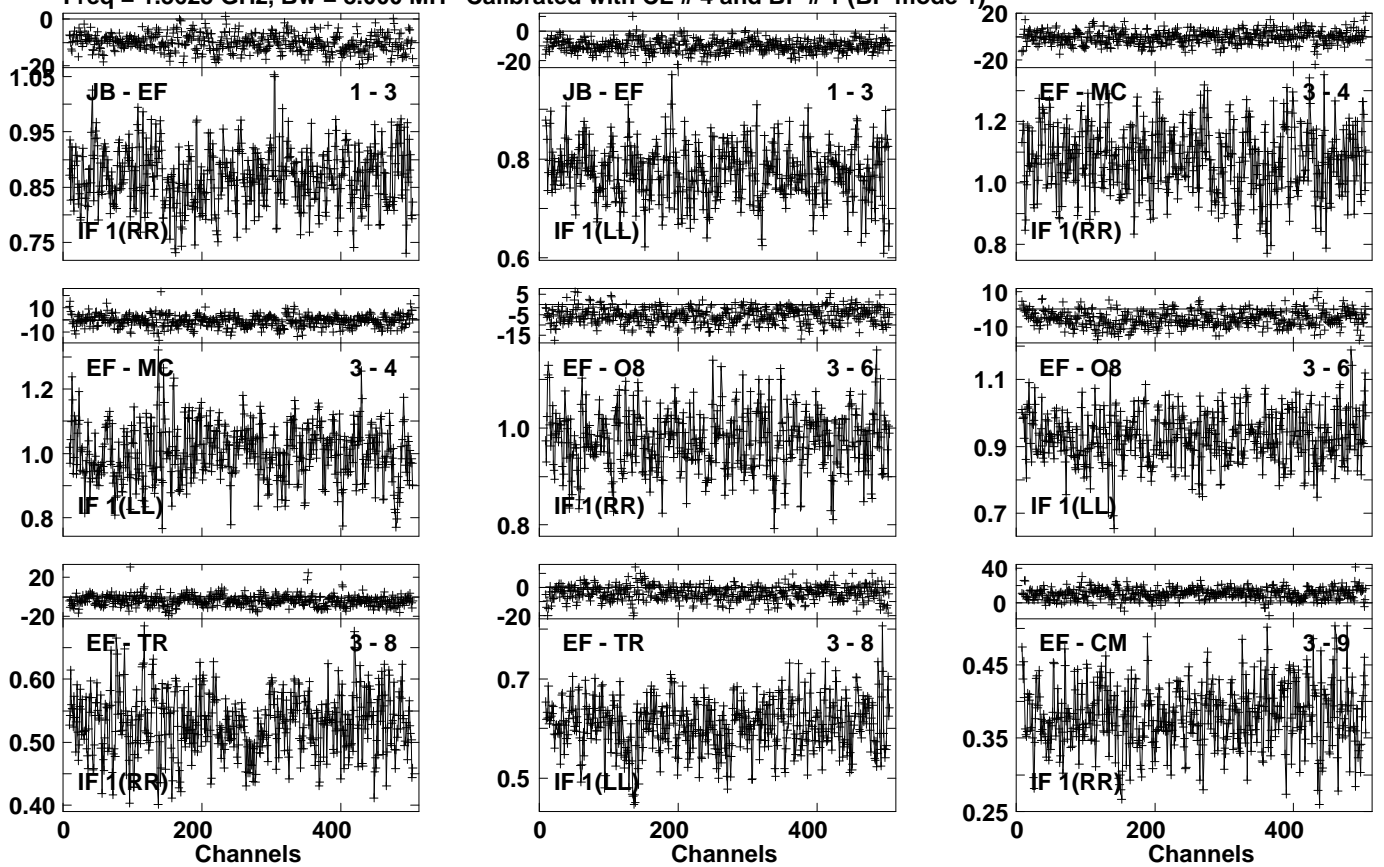 Calibrated with CL # 4 and BP # 1 (BP mode 1)
0
-20
1.05
0.95
0.85
0.75
JB - EF
1 - 3
IF 1(RR)
0
-20
0.8
0.6
JB - EF
1 - 3
IF 1(LL)
20
0
-20
1.2
1.0
0.8
EF - MC
3 - 4
IF 1(RR)
10
-10
1.2
1.0
0.8
EF - MC
3 - 4
IF 1(LL)
5
-5
-15
1.0
0.8
EF - O8
3 - 6
IF 1(RR)
10
-10
1.1
0.9
0.7
EF - O8
3 - 6
IF 1(LL)
20
-20
0.60
0.50
0.40
EF - TR
3 - 8
IF 1(RR)
0
-20
0.7
0.5
EF - TR
3 - 8
IF 1(LL)
40
0
0.45
0.35
0.25
EF - CM
3 - 9
IF 1(RR)
0 200 400
Channels
0 200 400
Channels
0 200 400
Channels